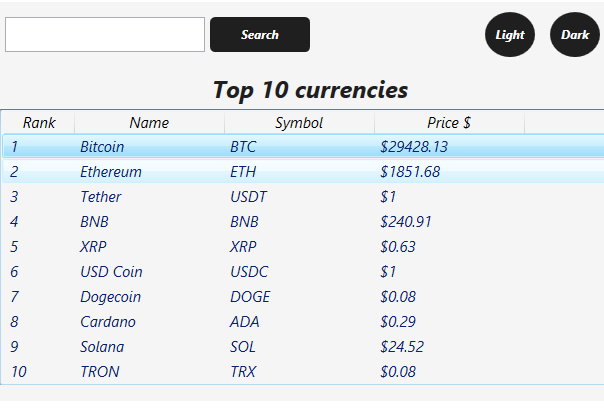 Search Light Dark
Top 10 currencies
Rank Name Symbol Price $
1 Bitcoin BTC $29428.13
2 Ethereum ETH $1851.68
3 Tether USDT $1
4 BNB BNB $240.91
5 XRP XRP $0.63
6 USD Coin USDC $1
7 Dogecoin DOGE $0.08
8 Cardano ADA $0.29
9 Solana SOL $24.52
10 TRON TRX $0.08